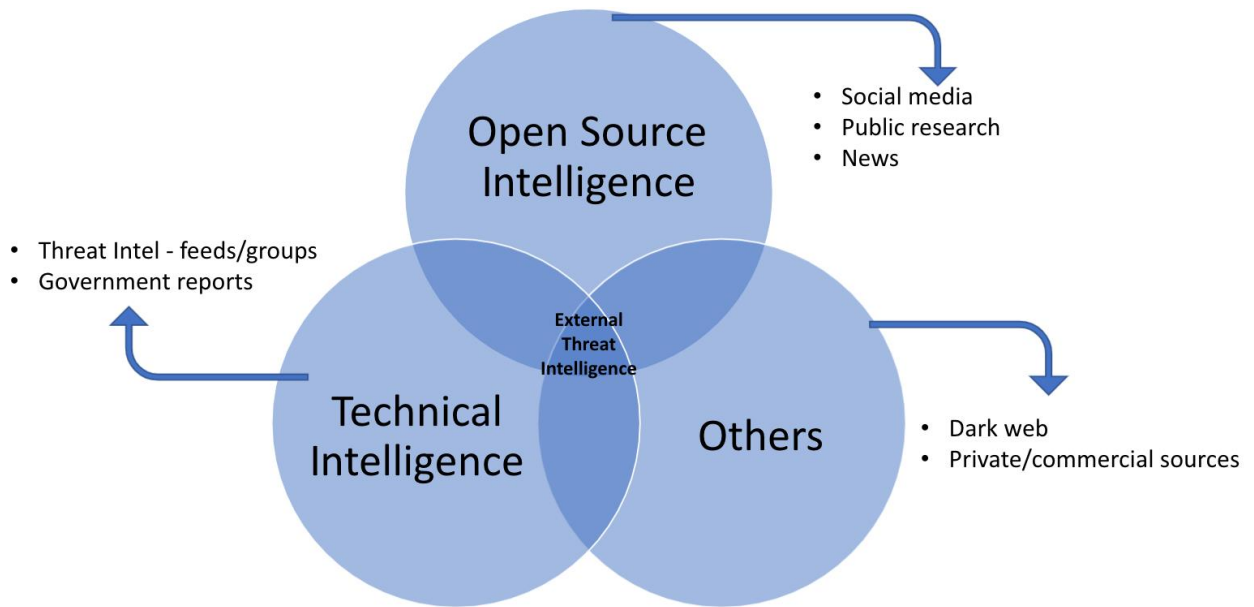 Open Source
Intelligence
• Social media
• Public research
• News
• Threat Intel - feeds/groups
• Government reports
External
Threat
Intelligence
Technical
Intelligence
Others
• Dark web
• Private/commercial sources